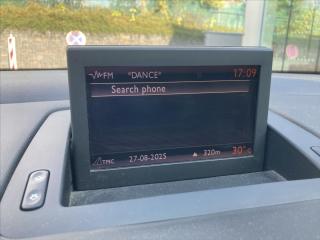 FM "DANCE" 17:09
Search phone
TMC 27-08-2025 320m 30°C